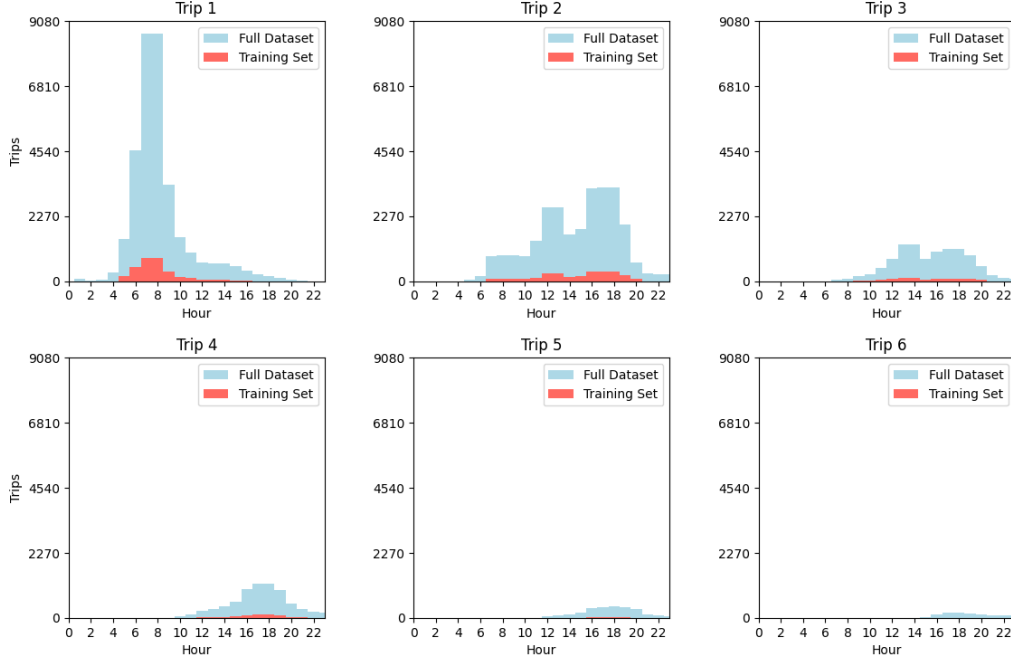 Trip 1
Trip 2
Trip 3
9080
6810
4540
2270
0
Trips
Full Dataset
Training Set
0 2 4 6 8 10 12 14 16 18 20 22
Hour
9080
6810
4540
2270
0
Full Dataset
Training Set
0 2 4 6 8 10 12 14 16 18 20 22
Hour
9080
6810
4540
2270
0
Full Dataset
Training Set
0 2 4 6 8 10 12 14 16 18 20 22
Hour
Trip 4
Trip 5
Trip 6
9080
6810
4540
2270
0
Trips
Full Dataset
Training Set
0 2 4 6 8 10 12 14 16 18 20 22
Hour
9080
6810
4540
2270
0
Full Dataset
Training Set
0 2 4 6 8 10 12 14 16 18 20 22
Hour
9080
6810
4540
2270
0
Full Dataset
Training Set
0 2 4 6 8 10 12 14 16 18 20 22
Hour